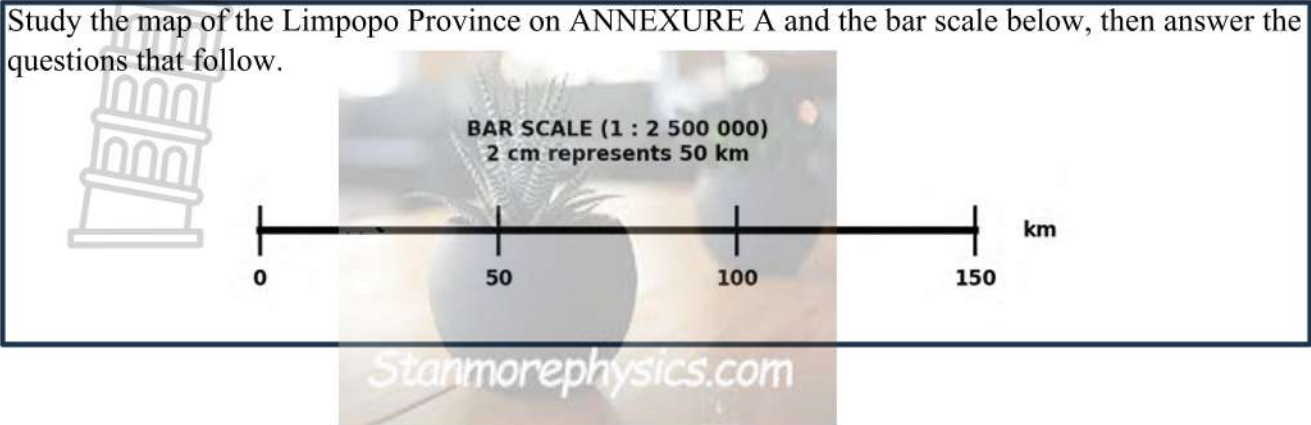 Study the map of the Limpopo Province on ANNEXURE A and the bar scale below, then answer the
questions that follow.
BAR SCALE (1 : 2 500 000)
2 cm represents 50 km
km
0 50 100 150
Stanmorephysics.com